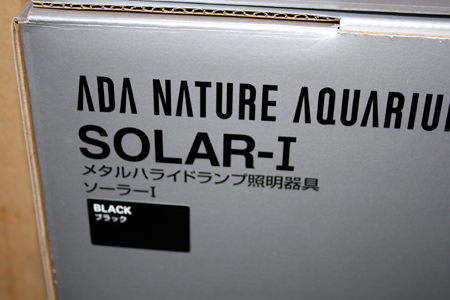 ADA NATURE AQUARIU
SOLAR-I
メタルハライドランプ照明器具
ソーラーI
BLACK
ブラック